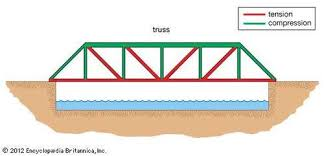 tension
compression
truss
© 2012 Encyclopædia Britannica, Inc.